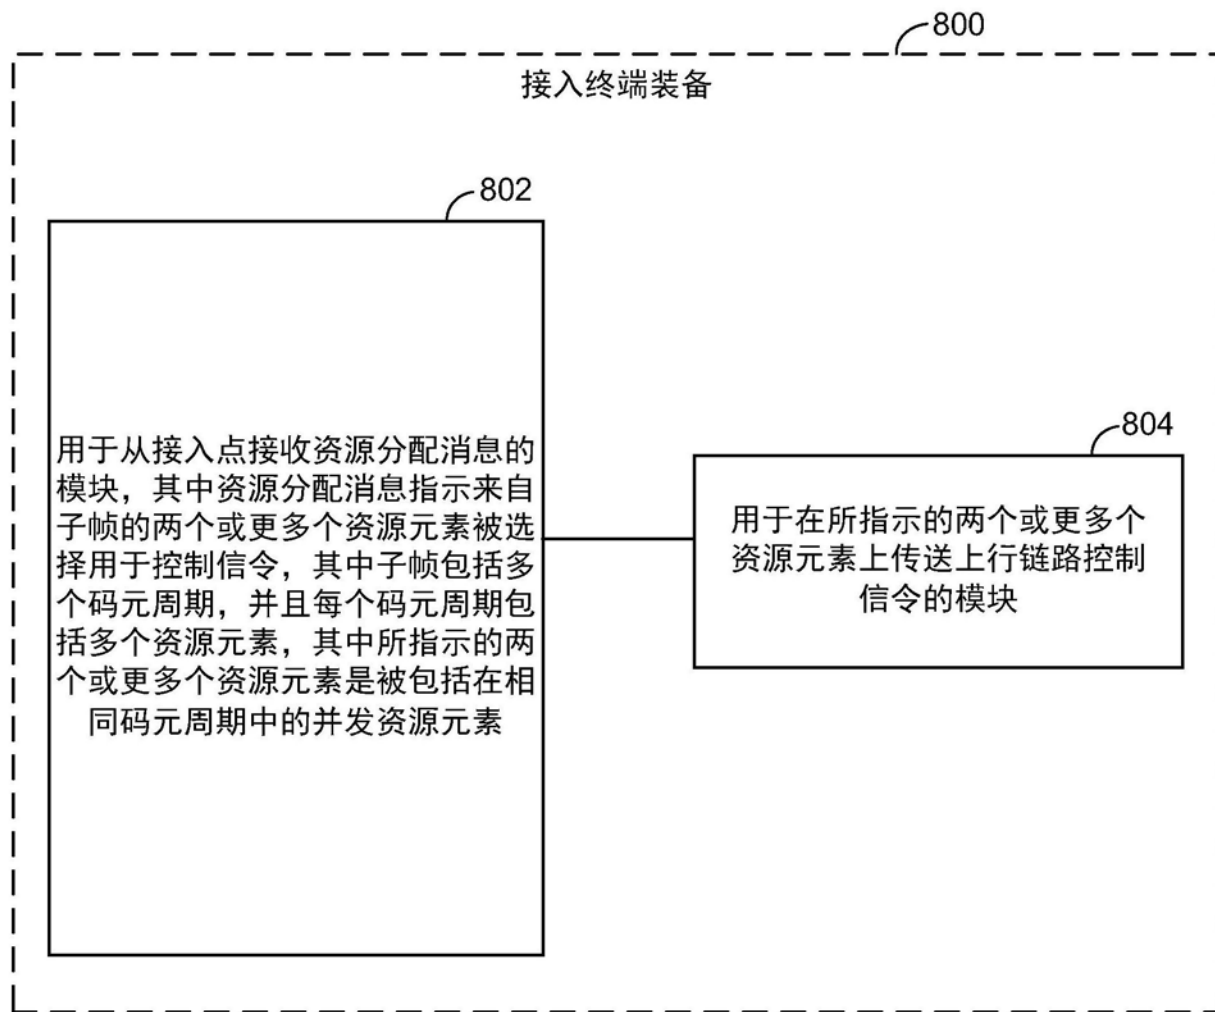 800
接入终端装备
802
用于从接入点接收资源分配消息的
模块，其中资源分配消息指示来自
子帧的两个或更多个资源元素被选
择用于控制信令，其中子帧包括多
个码元周期，并且每个码元周期包
括多个资源元素，其中所指示的两
个或更多个资源元素是被包括在相
同码元周期中的并发资源元素
804
用于在所指示的两个或更多个
资源元素上传送上行链路控制
信令的模块